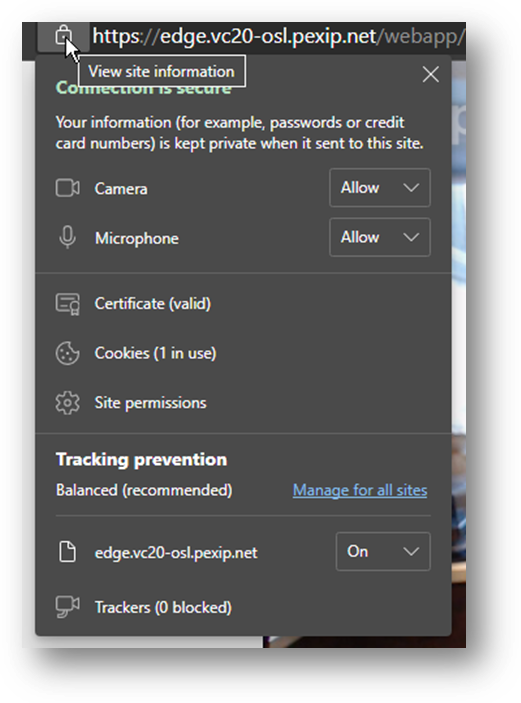 https://edge.vc20-osl.pexip.net/webapp/
View site information
Connection is secure
Your information (for example, passwords or credit
card numbers) is kept private when it sent to this site.
Camera
Allow
Microphone
Allow
Certificate (valid)
Cookies (1 in use)
Site permissions
Tracking prevention
Balanced (recommended)
Manage for all sites
edge.vc20-osl.pexip.net
On
Trackers (0 blocked)